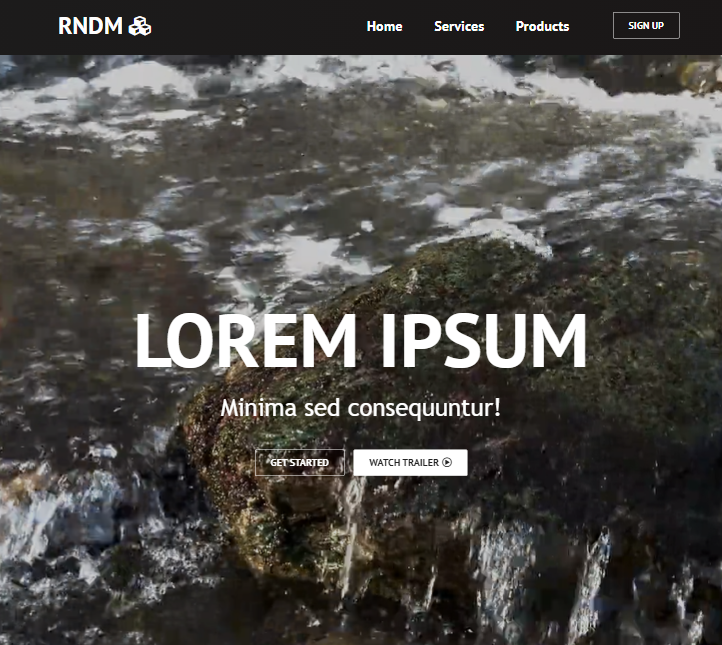 RNDM
Home Services Products SIGN UP
LOREM IPSUM
Minima sed consequuntur!
GET STARTED WATCH TRAILER